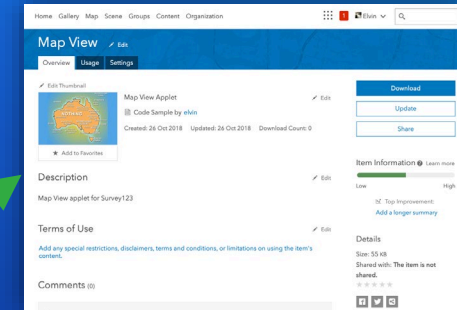 Home Gallery Map Scene Groups Content Organization
1 Elvin
Map View Edit
Overview Usage Settings
Edit Thumbnail
Map View Applet Edit
Code Sample by elvin
Created: 26 Oct 2018 Updated: 26 Oct 2018 Download Count: 0
Add to Favorites
Description Edit
Map View applet for Survey123
Terms of Use Edit
Add any special restrictions, disclaimers, terms and conditions, or limitations on using the item's
content.
Comments (0)
Download
Update
Share
Item Information Learn more
Low High
Top Improvement:
Add a longer summary
Details
Size: 55 KB
Shared with: The item is not
shared.